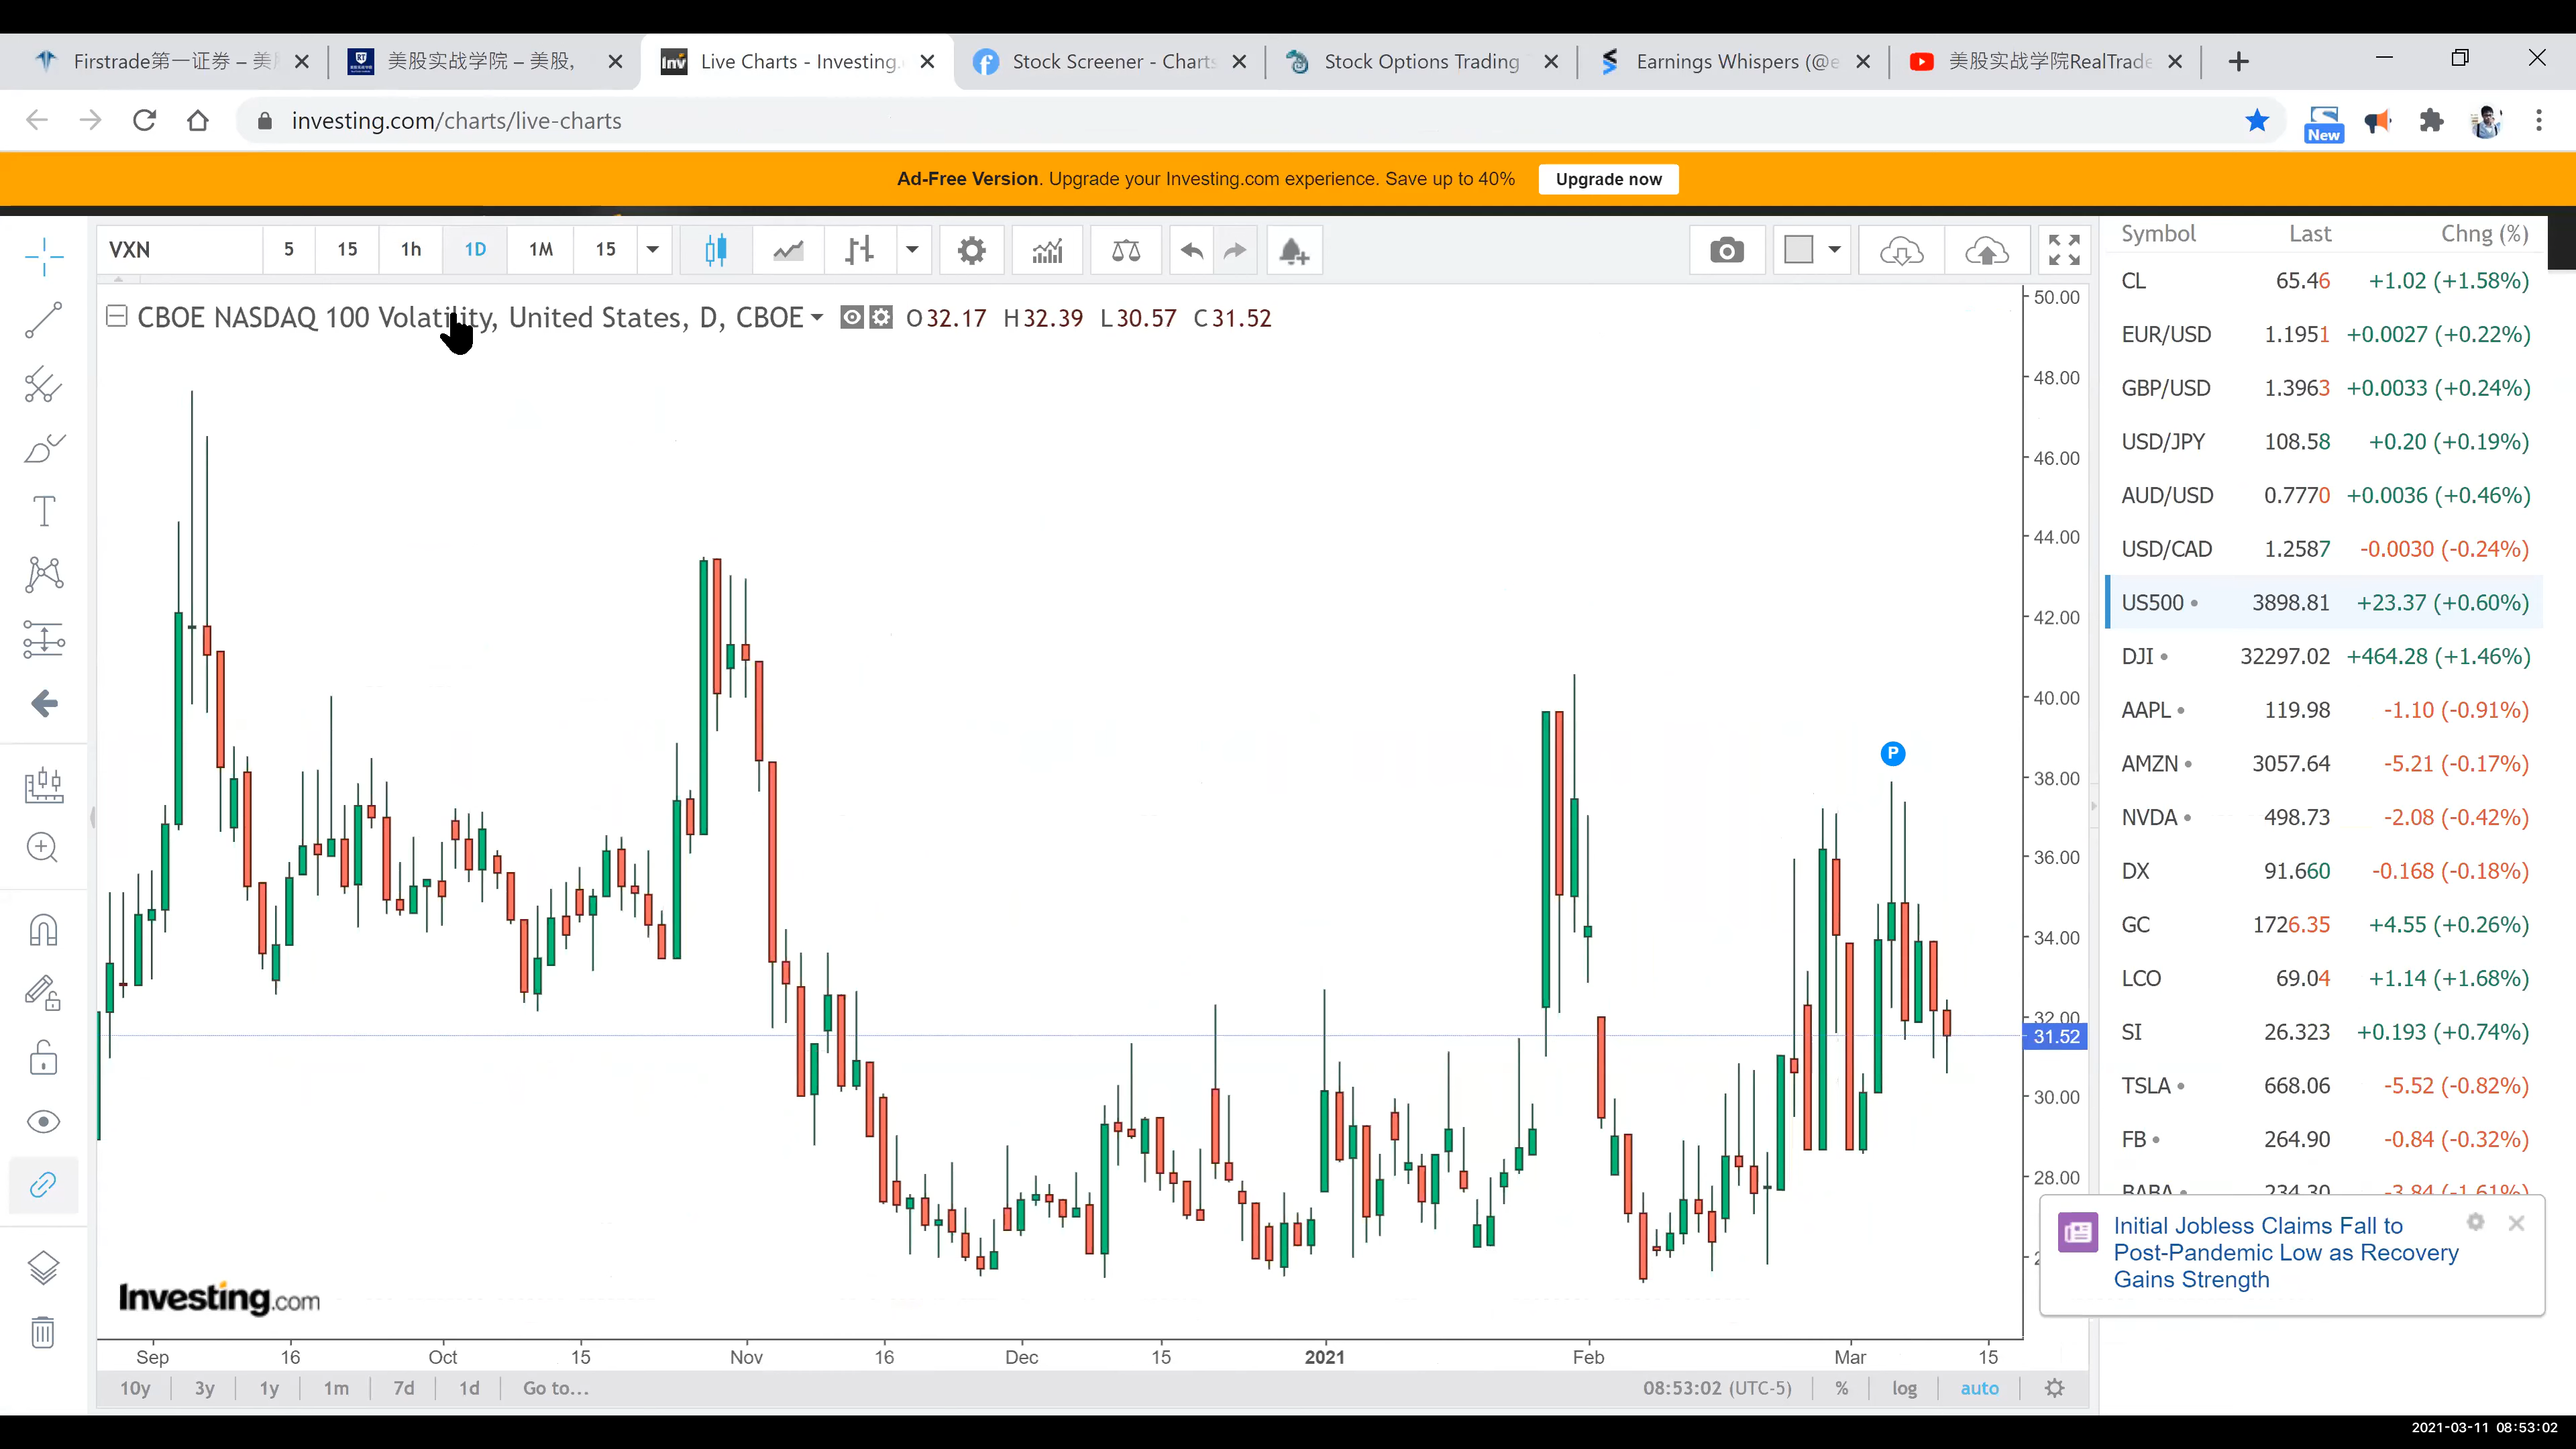 Firstrade第一证券 – 美
美股实战学院 – 美股,
Live Charts - Investing.
Stock Screener - Charts
Stock Options Trading
Earnings Whispers (@e
美股实战学院RealTrade
investing.com/charts/live-charts
New
Ad-Free Version. Upgrade your Investing.com experience. Save up to 40% Upgrade now
VXN 5 15 1h 1D 1M 15
CBOE NASDAQ 100 Volatility, United States, D, CBOE O32.17 H32.39 L30.57 C31.52
50.00
48.00
46.00
44.00
42.00
40.00
38.00
36.00
34.00
32.00
31.52
30.00
28.00
P
Investing.com
Sep 16 Oct 15 Nov 16 Dec 15 2021 Feb Mar 15
10y 3y 1y 1m 7d 1d Go to... 08:53:02 (UTC-5) % log auto
Symbol Last Chng (%)
CL 65.46 +1.02 (+1.58%)
EUR/USD 1.1951 +0.0027 (+0.22%)
GBP/USD 1.3963 +0.0033 (+0.24%)
USD/JPY 108.58 +0.20 (+0.19%)
AUD/USD 0.7770 +0.0036 (+0.46%)
USD/CAD 1.2587 -0.0030 (-0.24%)
US500 3898.81 +23.37 (+0.60%)
DJI 32297.02 +464.28 (+1.46%)
AAPL 119.98 -1.10 (-0.91%)
AMZN 3057.64 -5.21 (-0.17%)
NVDA 498.73 -2.08 (-0.42%)
DX 91.660 -0.168 (-0.18%)
GC 1726.35 +4.55 (+0.26%)
LCO 69.04 +1.14 (+1.68%)
SI 26.323 +0.193 (+0.74%)
TSLA 668.06 -5.52 (-0.82%)
FB 264.90 -0.84 (-0.32%)
BABA 234.30 -3.84 (-1.61%)
Initial Jobless Claims Fall to
Post-Pandemic Low as Recovery
Gains Strength
2021-03-11 08:53:02